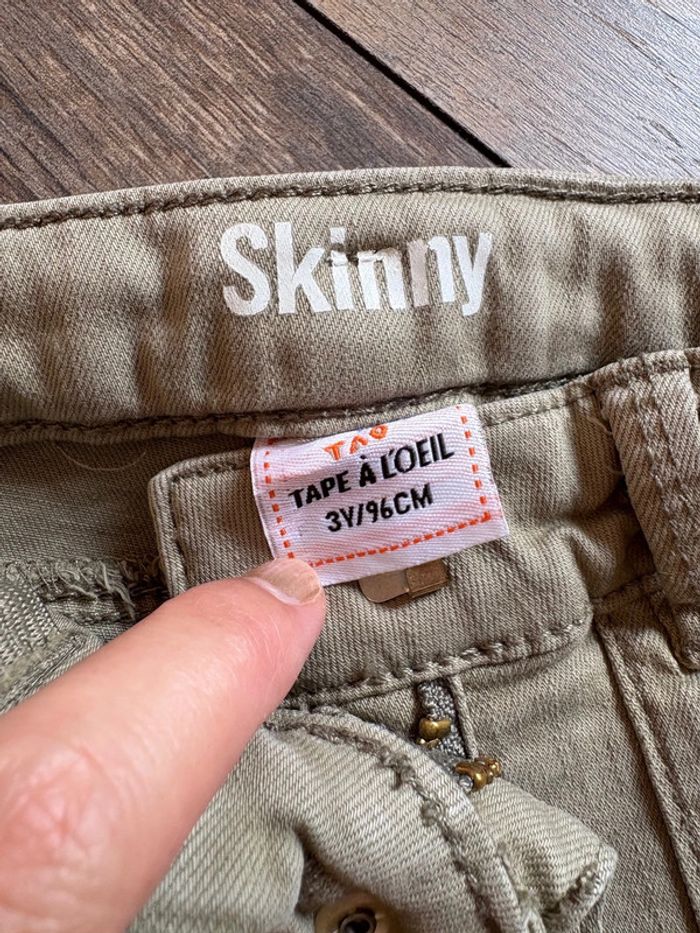 Skinny
TAO
TAPE À L'OEIL
3Y/96CM